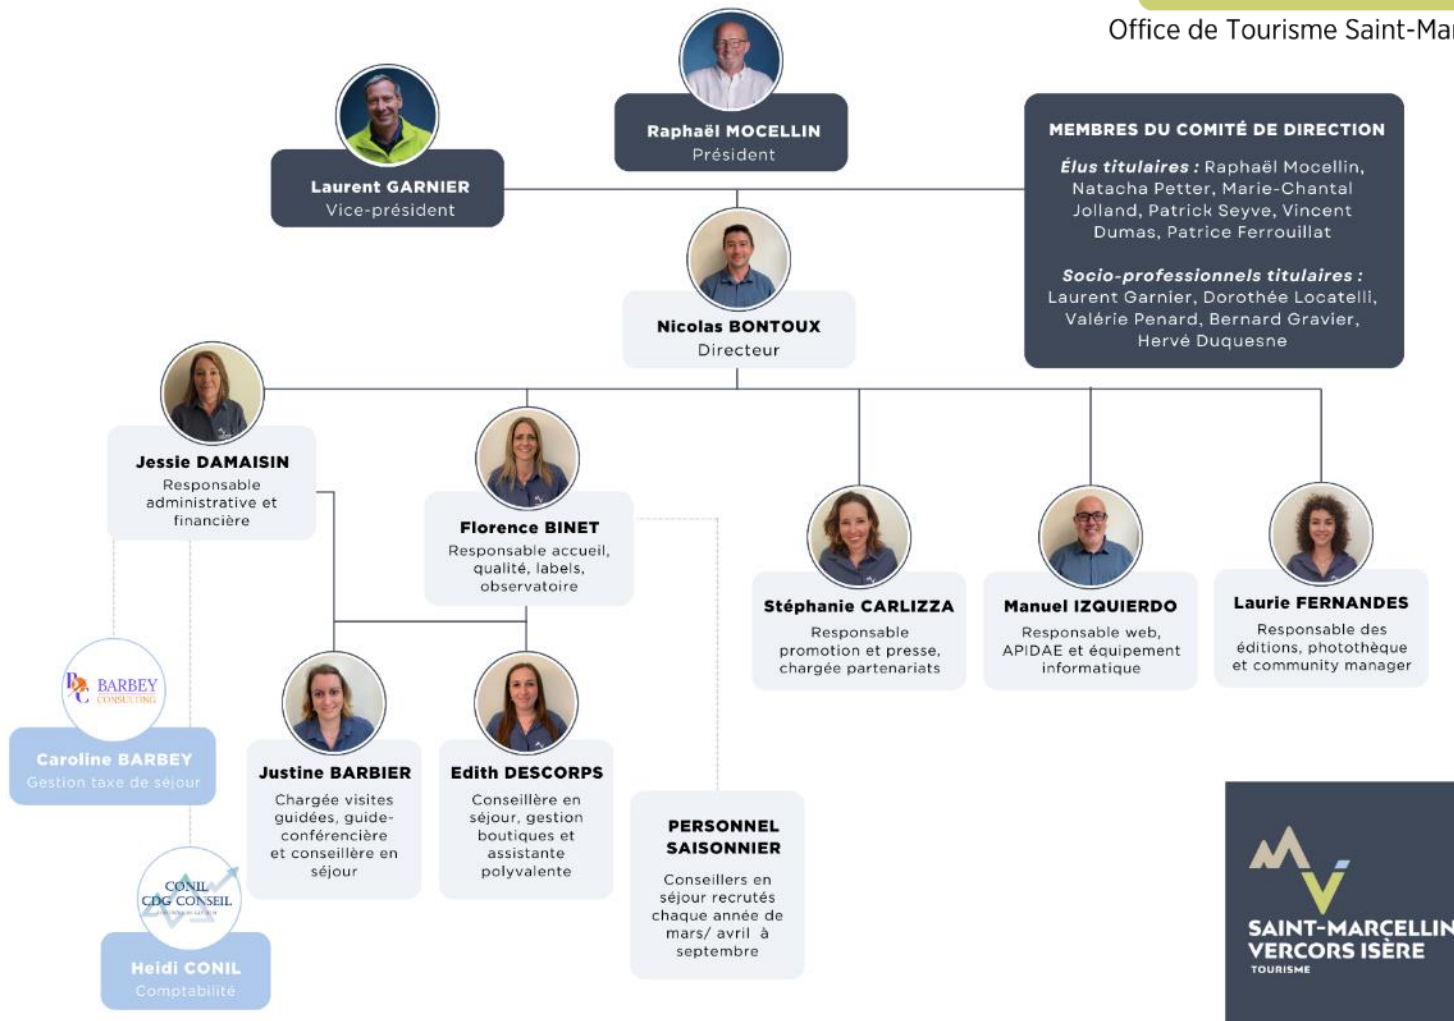 Office de Tourisme Saint-Mar
Raphaël MOCELLIN
Président
Laurent GARNIER
Vice-président
MEMBRES DU COMITÉ DE DIRECTION
Élus titulaires : Raphaël Mocellin,
Natacha Petter, Marie-Chantal
Jolland, Patrick Seyve, Vincent
Dumas, Patrice Ferrouillat
Socio-professionnels titulaires :
Laurent Garnier, Dorothée Locatelli,
Valérie Penard, Bernard Gravier,
Hervé Duquesne
Nicolas BONTOUX
Directeur
Jessie DAMAISIN
Responsable
administrative et
financière
Florence BINET
Responsable accueil,
qualité, labels,
observatoire
Stéphanie CARLIZZA
Responsable
promotion et presse,
chargée partenariats
Manuel IZQUIERDO
Responsable web,
APIDAE et équipement
informatique
Laurie FERNANDES
Responsable des
éditions, photothèque
et community manager
BARBEY
CONSULTING
Caroline BARBEY
Gestion taxe de séjour
Justine BARBIER
Chargée visites
guidées, guide-
conférencière
et conseillère en
séjour
Edith DESCORPS
Conseillère en
séjour, gestion
boutiques et
assistante
polyvalente
PERSONNEL
SAISONNIER
Conseillers en
séjour recrutés
chaque année de
mars/ avril à
septembre
CONIL
CDG CONSEIL
Heidi CONIL
Comptabilité
SAINT-MARCELLIN
VERCORS ISÈRE
TOURISME